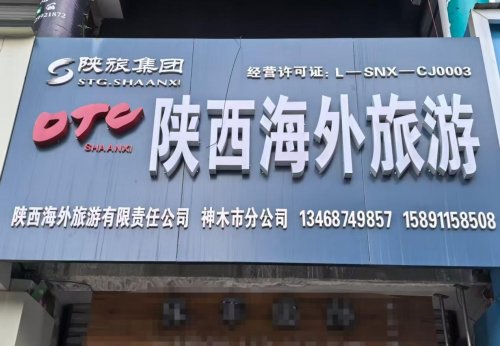 陕旅集团
STG.SHAANXI
经营许可证：L—SNX—CJ0003
OTC
SHAANXI
陕西海外旅游
陕西海外旅游有限责任公司 神木市分公司 13468749857 15891158508